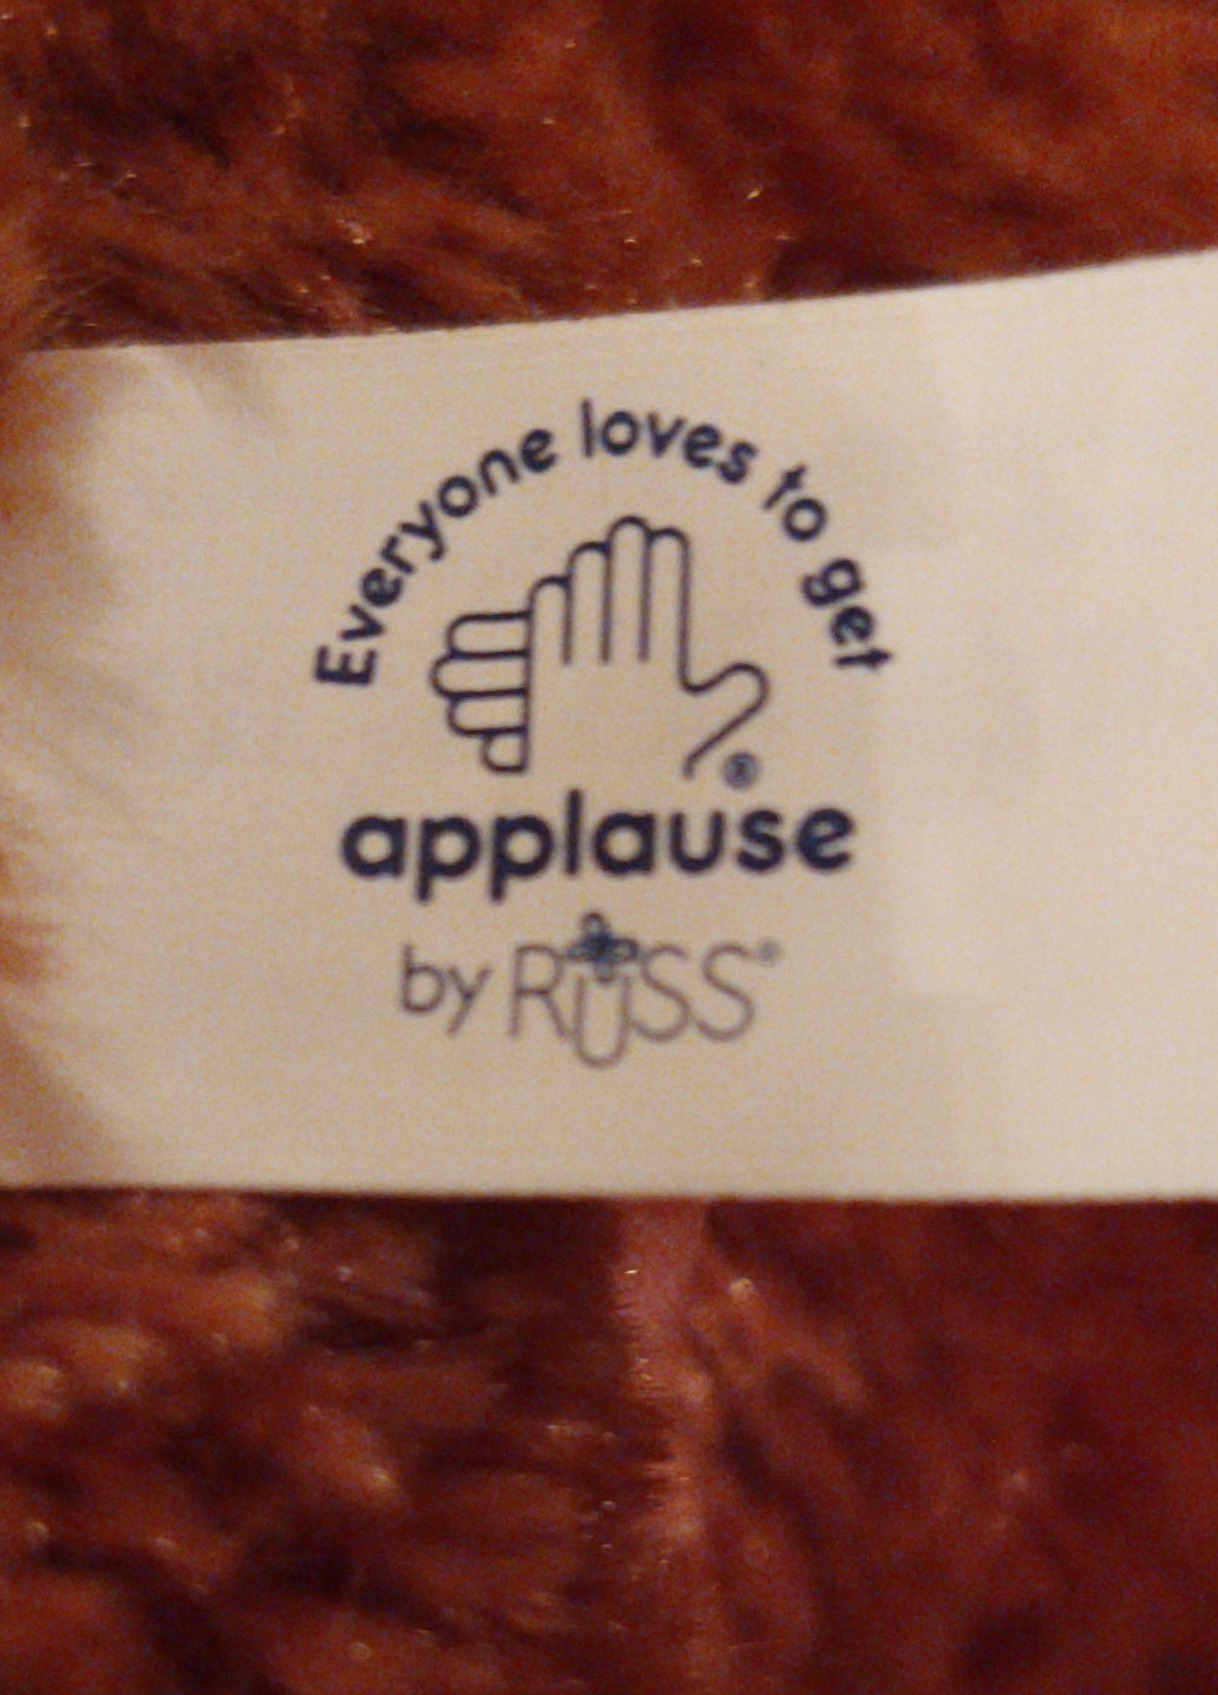 Everyone loves to get
®
applause
by RUSS®